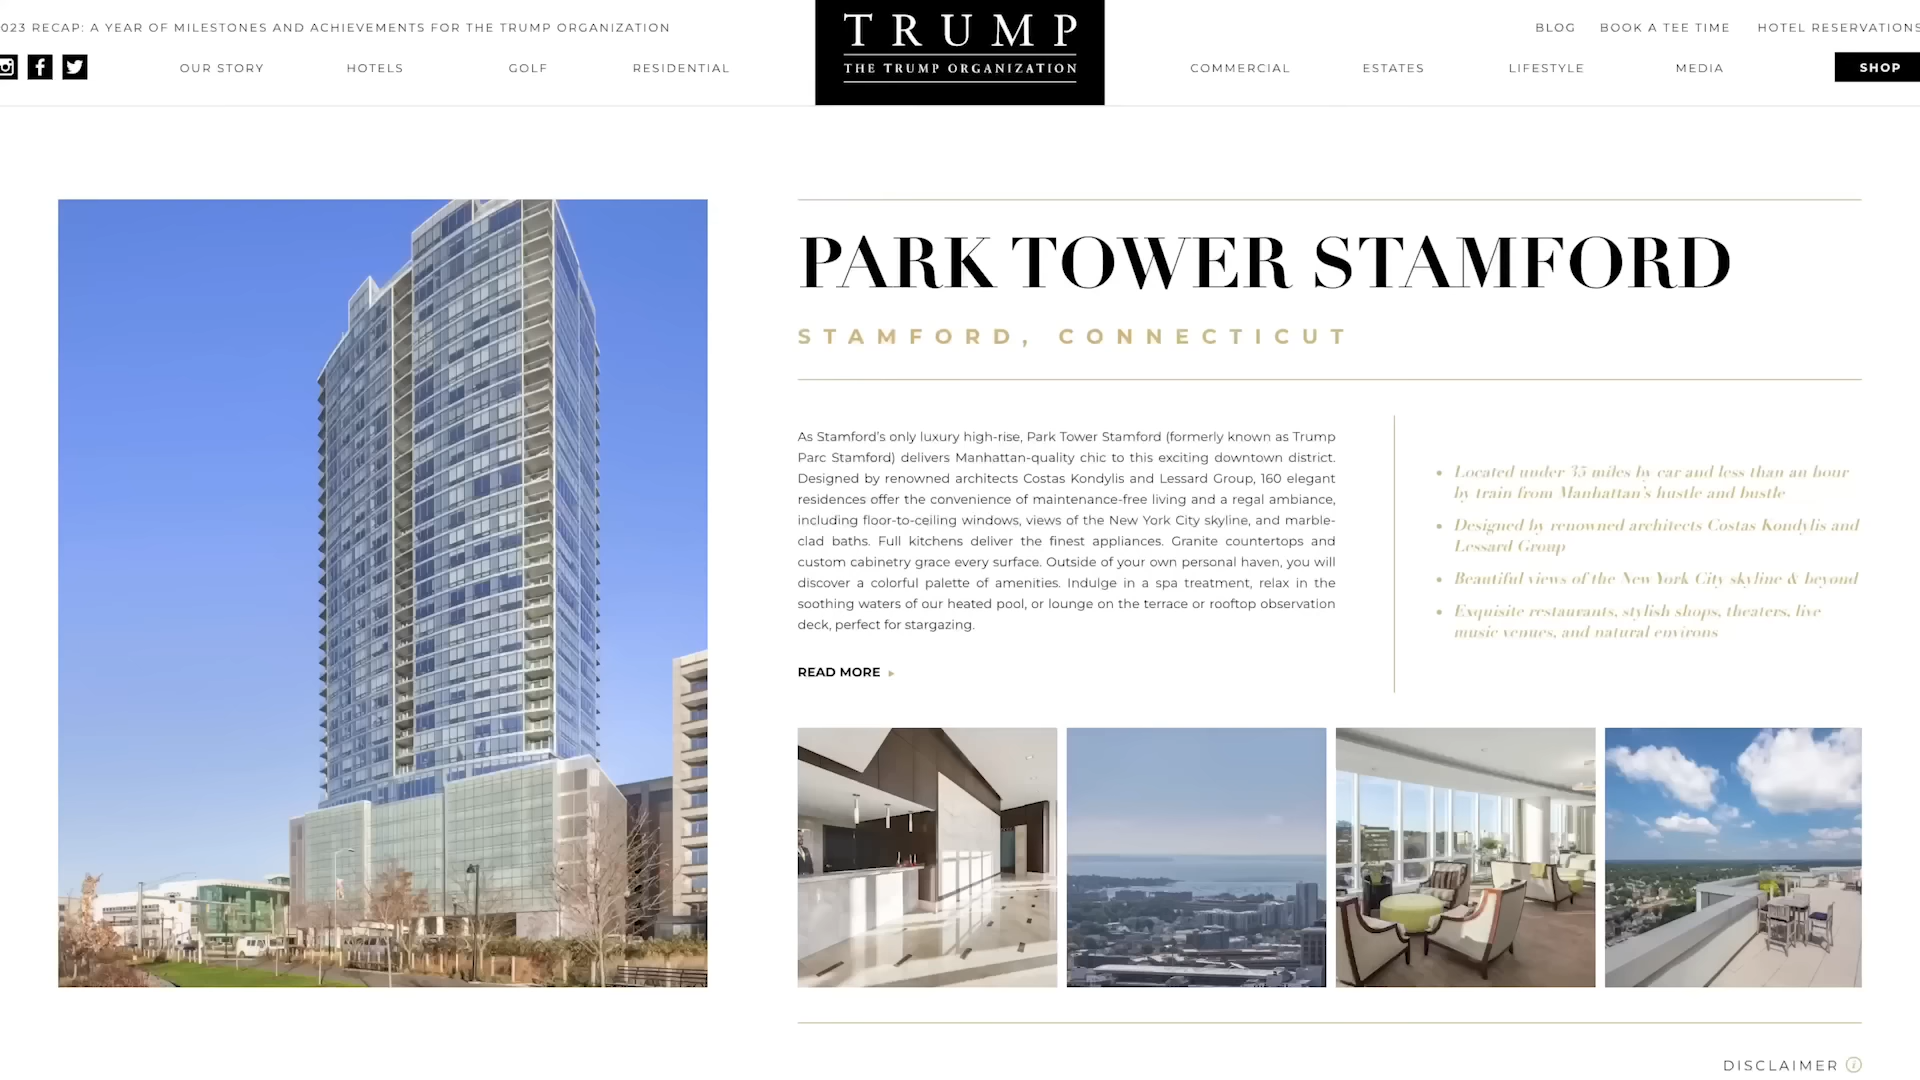 023 RECAP: A YEAR OF MILESTONES AND ACHIEVEMENTS FOR THE TRUMP ORGANIZATION
BLOG BOOK A TEE TIME HOTEL RESERVATIONS
OUR STORY HOTELS GOLF RESIDENTIAL
TRUMP
THE TRUMP ORGANIZATION
COMMERCIAL ESTATES LIFESTYLE MEDIA SHOP
PARK TOWER STAMFORD
STAMFORD, CONNECTICUT
As Stamford's only luxury high-rise, Park Tower Stamford (formerly known as Trump
Parc Stamford) delivers Manhattan-quality chic to this exciting downtown district.
Designed by renowned architects Costas Kondylis and Lessard Group, 160 elegant
residences offer the convenience of maintenance-free living and a regal ambiance,
including floor-to-ceiling windows, views of the New York City skyline, and marble-
clad baths. Full kitchens deliver the finest appliances. Granite countertops and
custom cabinetry grace every surface. Outside of your own personal haven, you will
discover a colorful palette of amenities. Indulge in a spa treatment, relax in the
soothing waters of our heated pool, or lounge on the terrace or rooftop observation
deck, perfect for stargazing.
READ MORE
• Located under 35 miles by car and less than an hour
by train from Manhattan's hustle and bustle
• Designed by renowned architects Costas Kondylis and
Lessard Group
• Beautiful views of the New York City skyline & beyond
• Exquisite restaurants, stylish shops, theaters, live
music venues, and natural environs
DISCLAIMER i